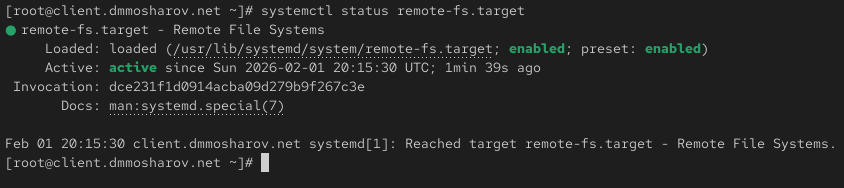 [root@client.dmmosharov.net ~]# systemctl status remote-fs.target
● remote-fs.target - Remote File Systems
     Loaded: loaded (/usr/lib/systemd/system/remote-fs.target; enabled; preset: enabled)
     Active: active since Sun 2026-02-01 20:15:30 UTC; 1min 39s ago
 Invocation: dce231f1d0914acba09d279b9f267c3e
       Docs: man:systemd.special(7)

Feb 01 20:15:30 client.dmmosharov.net systemd[1]: Reached target remote-fs.target - Remote File Systems.
[root@client.dmmosharov.net ~]#